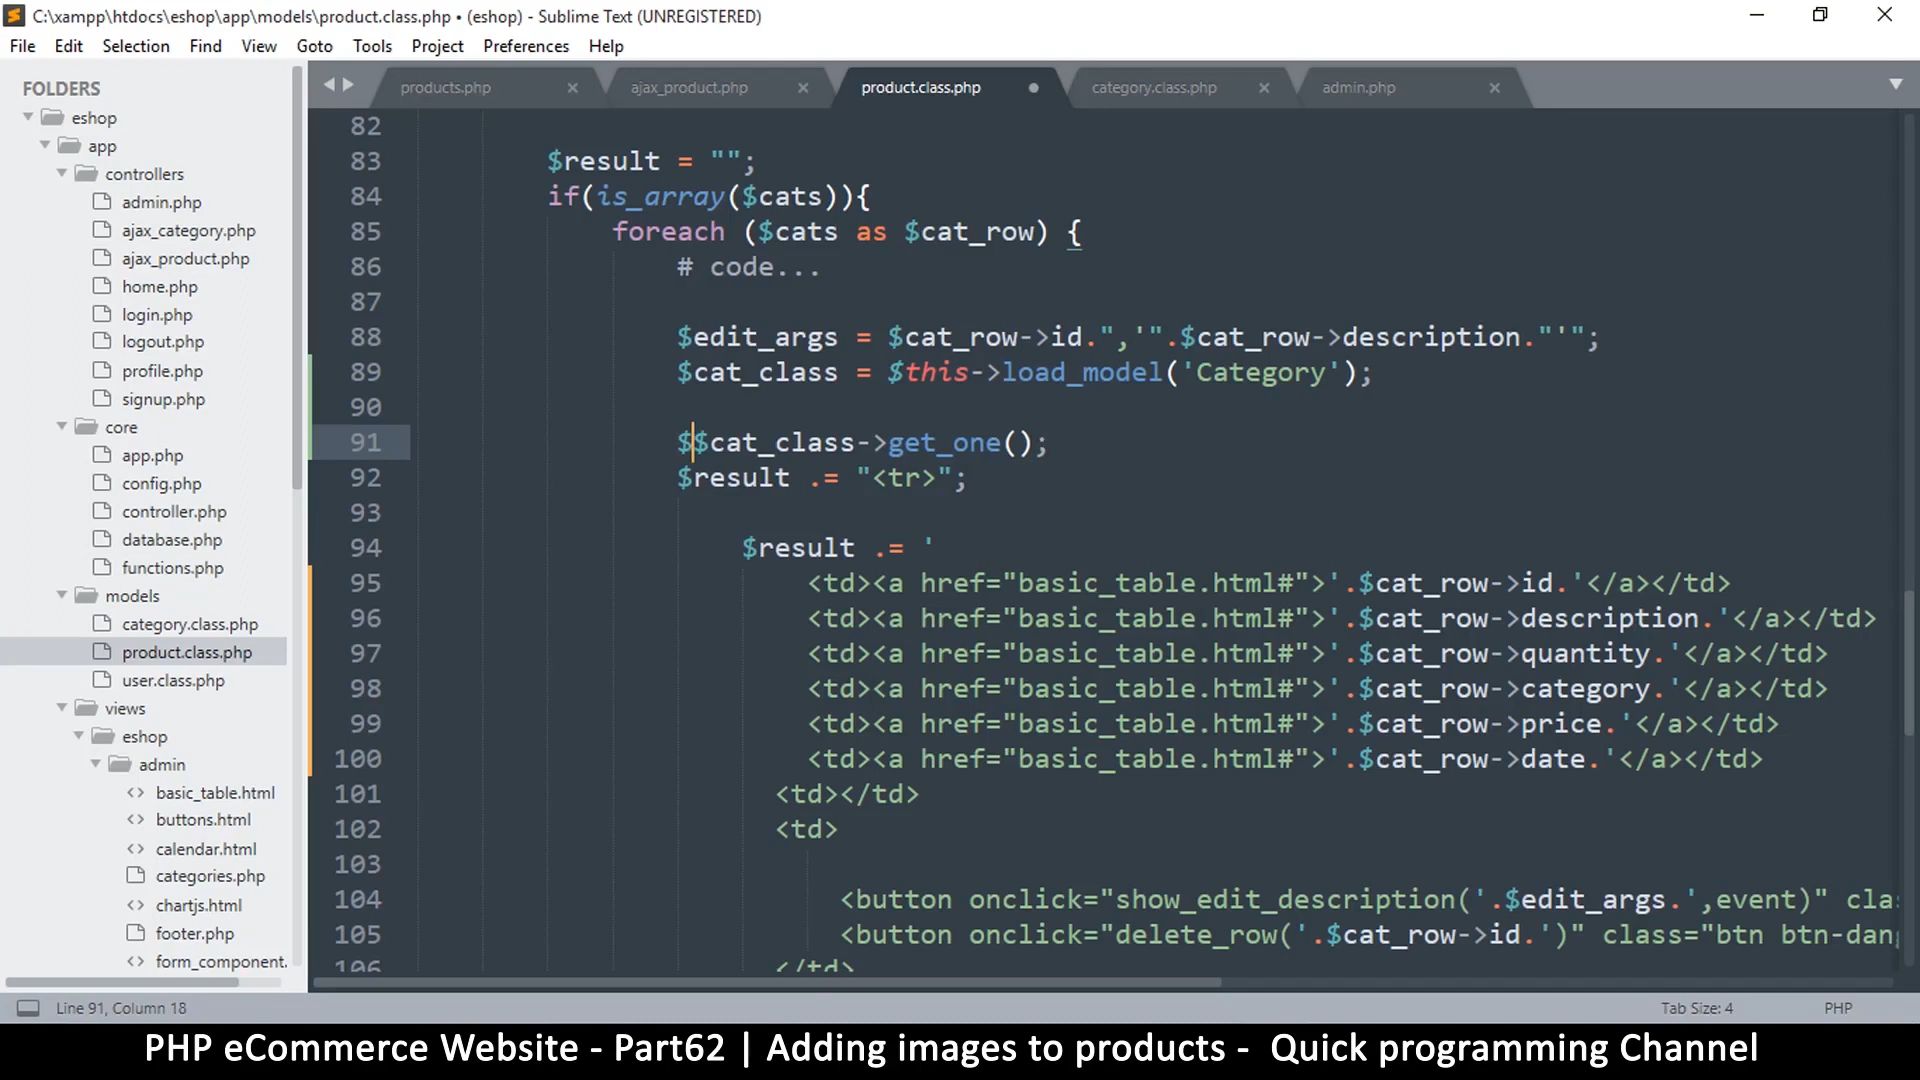 C:\xampp\htdocs\eshop\app\models\product.class.php • (eshop) - Sublime Text (UNREGISTERED)
File Edit Selection Find View Goto Tools Project Preferences Help
FOLDERS
eshop
app
controllers
admin.php
ajax_category.php
ajax_product.php
home.php
login.php
logout.php
profile.php
signup.php
core
app.php
config.php
controller.php
database.php
functions.php
models
category.class.php
product.class.php
user.class.php
views
eshop
admin
basic_table.html
buttons.html
calendar.html
categories.php
chartjs.html
footer.php
form_component.
products.php ajax_product.php product.class.php category.class.php admin.php
82
83 $result = "";
84 if(is_array($cats)){
85 foreach ($cats as $cat_row) {
86 # code...
87
88 $edit_args = $cat_row->id.",'".$cat_row->description."'";
89 $cat_class = $this->load_model('Category');
90
91 $$cat_class->get_one();
92 $result .= "<tr>";
93
94 $result .= '
95 <td><a href="basic_table.html#">'.$cat_row->id.'</a></td>
96 <td><a href="basic_table.html#">'.$cat_row->description.'</a></td>
97 <td><a href="basic_table.html#">'.$cat_row->quantity.'</a></td>
98 <td><a href="basic_table.html#">'.$cat_row->category.'</a></td>
99 <td><a href="basic_table.html#">'.$cat_row->price.'</a></td>
100 <td><a href="basic_table.html#">'.$cat_row->date.'</a></td>
101 <td></td>
102 <td>
103
104 <button onclick="show_edit_description('.$edit_args.',event)" cla
105 <button onclick="delete_row('.$cat_row->id.')" class="btn btn-dan
106 </td>
Line 91, Column 18 Tab Size: 4 PHP
PHP eCommerce Website - Part62 | Adding images to products - Quick programming Channel